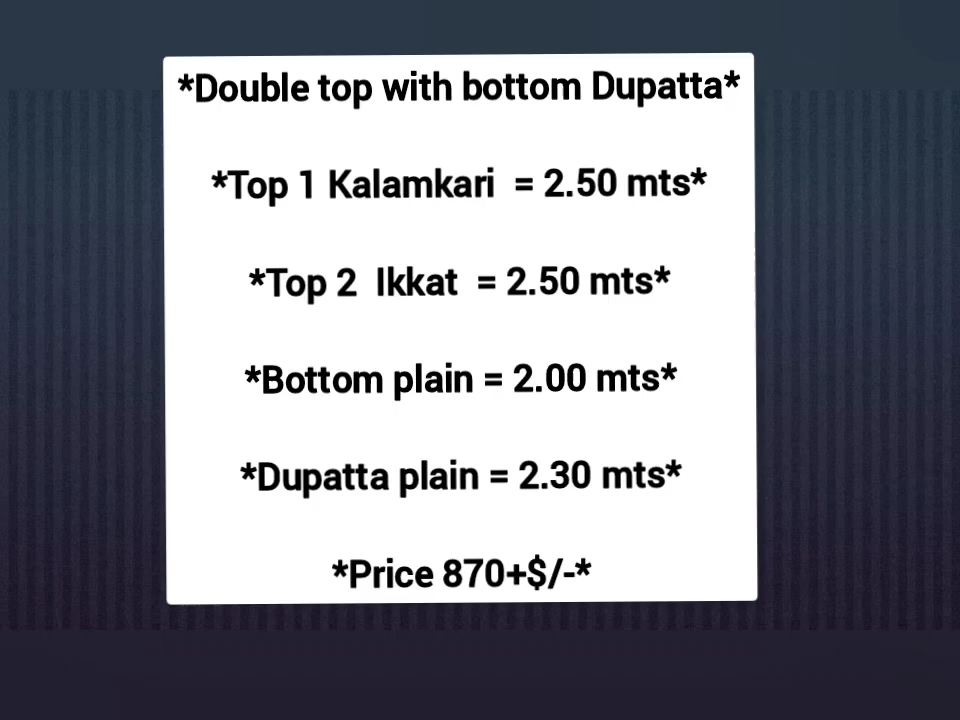 *Double top with bottom Dupatta*
*Top 1 Kalamkari = 2.50 mts*
*Top 2 Ikkat = 2.50 mts*
*Bottom plain = 2.00 mts*
*Dupatta plain = 2.30 mts*
*Price 870+$/-*